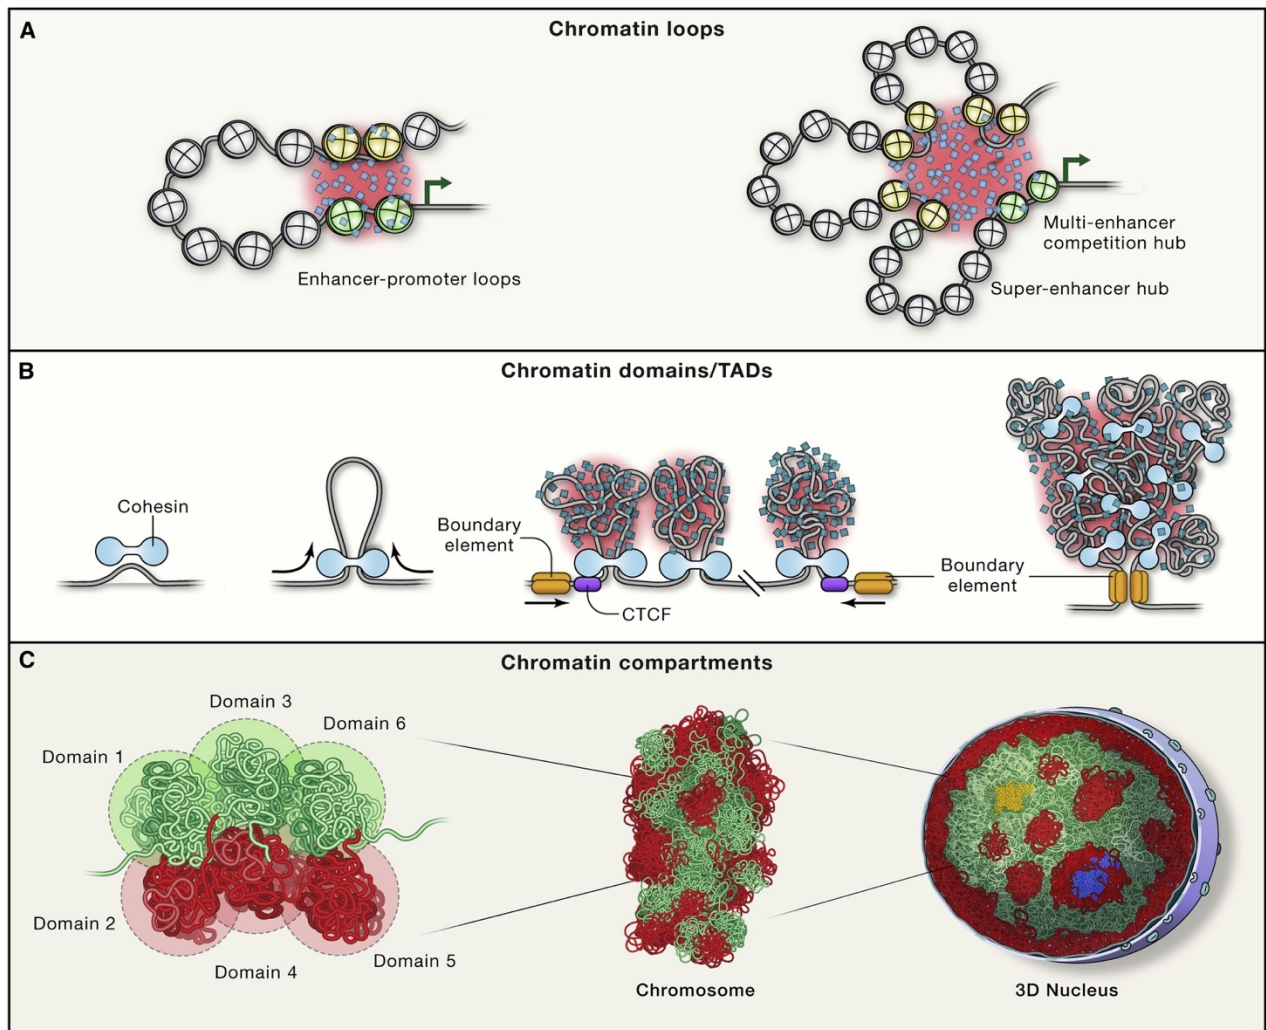 A
Chromatin loops
Enhancer-promoter loops
Multi-enhancer
competition hub
Super-enhancer hub
B
Chromatin domains/TADs
Cohesin
Boundary
element
CTCF
Boundary
element
C
Chromatin compartments
Domain 3
Domain 6
Domain 1
Domain 2
Domain 5
Domain 4
Chromosome
3D Nucleus